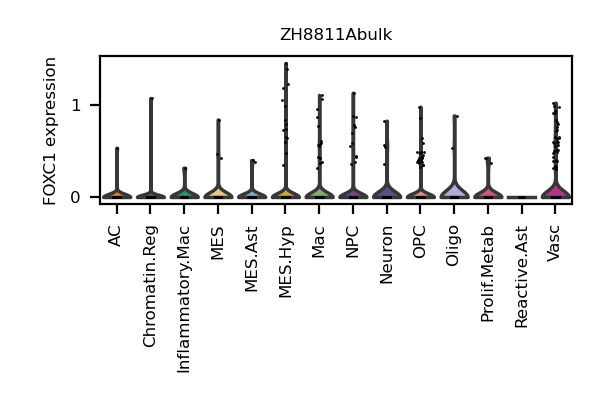 ZH8811Abulk
FOXC1 expression
1
0
AC
Chromatin.Reg
Inflammatory.Mac
MES
MES.Ast
MES.Hyp
Mac
NPC
Neuron
OPC
Oligo
Prolif.Metab
Reactive.Ast
Vasc